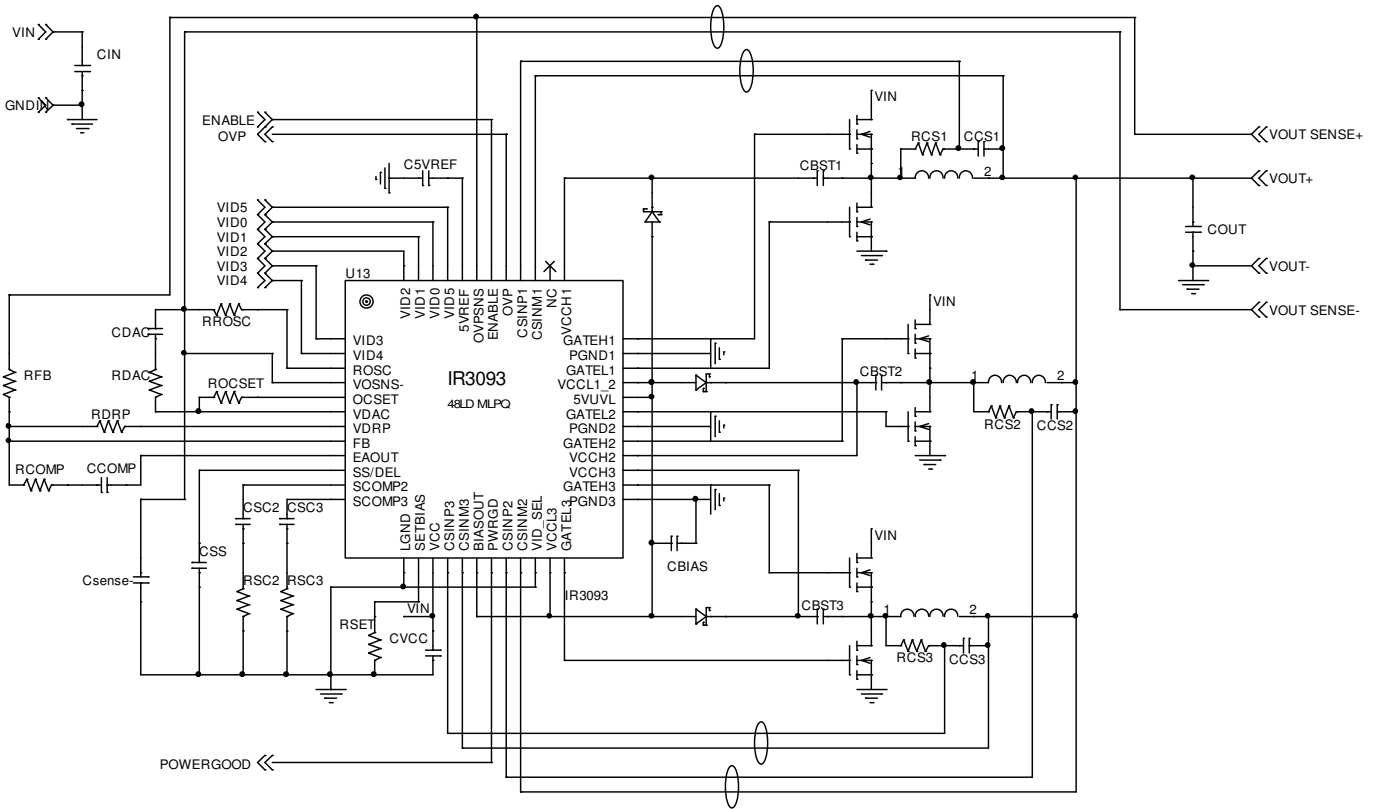 VIN
CIN
GNDIN
ENABLE
OVP
C5VREF
VID5
VID0
VID1
VID2
VID3
VID4
U13
VID2
VID1
VID0
VID5
5VREF
OVPSNS
ENABLE
OVP
CSINP1
CSINM1
NC
VCCH1
CDAC
RROSC
RDAC
ROCSET
RFB
RDRP
RCOMP
CCOMP
VID3
VID4
ROSC
VOSNS-
OCSET
VDAC
VDRP
FB
EAOUT
SS/DEL
SCOMP2
SCOMP3
IR3093
48LD MLPQ
GATEH1
PGND1
GATEL1
VCCL1_2
5VUVL
GATEL2
PGND2
GATEH2
VCCH2
VCCH3
GATEH3
PGND3
LGND
SETBIAS
VCC
CSINP3
CSINM3
BIASOUT
PWRGD
CSINP2
CSINM2
VID_SEL
VCCL3
GATEL3
IR3093
CSC2
CSC3
CSS
Csense-
RSC2
RSC3
RSET
VIN
CVCC
CBIAS
POWERGOOD
VIN
CBST1
RCS1
CCS1
1
2
VIN
CBST2
1
2
RCS2
CCS2
VIN
CBST3
1
2
RCS3
CCS3
VOUT SENSE+
VOUT+
COUT
VOUT-
VOUT SENSE-